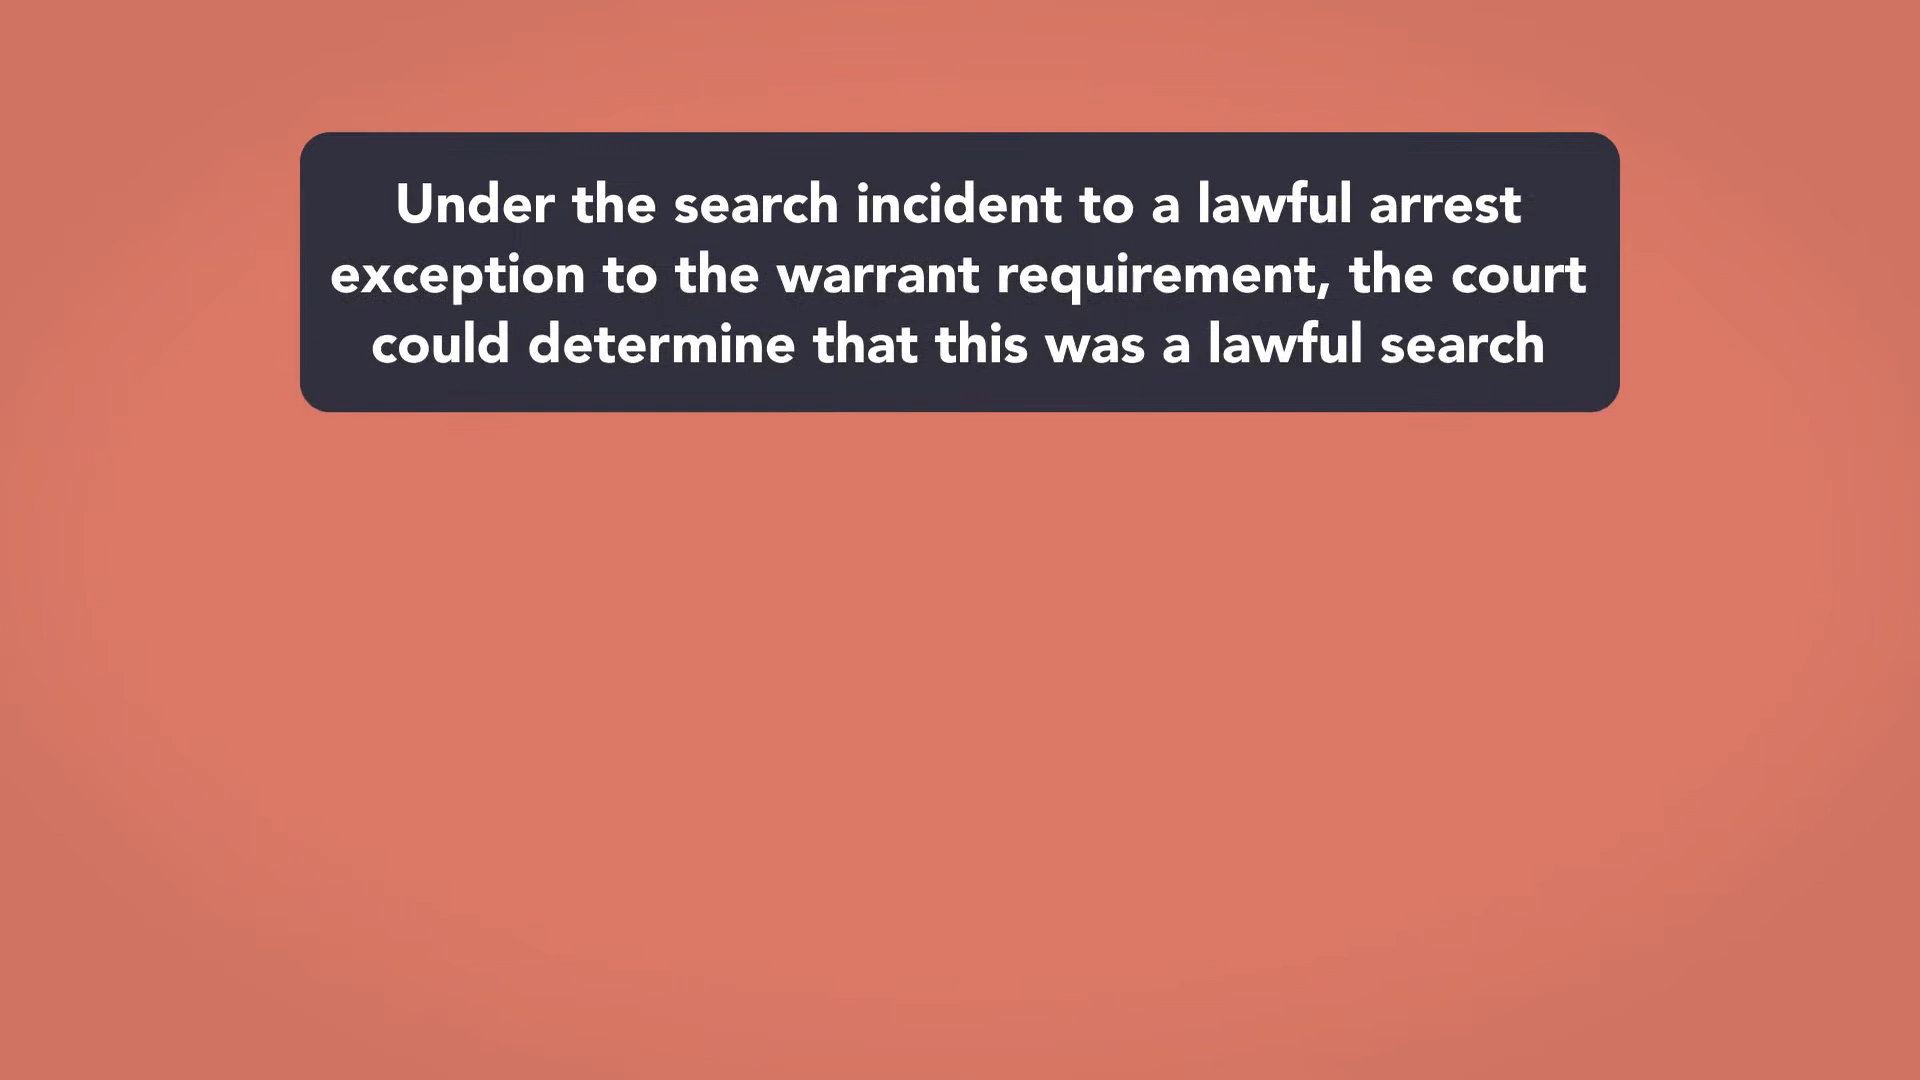 Under the search incident to a lawful arrest
exception to the warrant requirement, the court
could determine that this was a lawful search